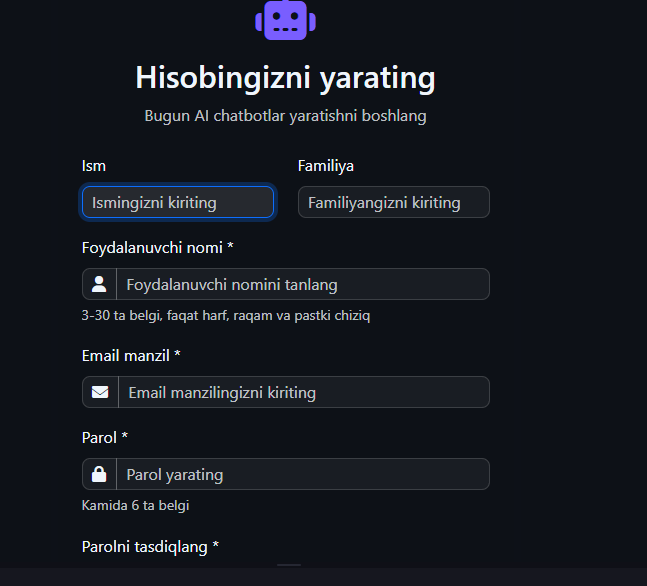 Hisobingizni yarating
Bugun AI chatbotlar yaratishni boshlang
Ism Familiya
Ismingizni kiriting Familiyangizni kiriting
Foydalanuvchi nomi *
Foydalanuvchi nomini tanlang
3-30 ta belgi, faqat harf, raqam va pastki chiziq
Email manzil *
Email manzilingizni kiriting
Parol *
Parol yarating
Kamida 6 ta belgi
Parolni tasdiqlang *